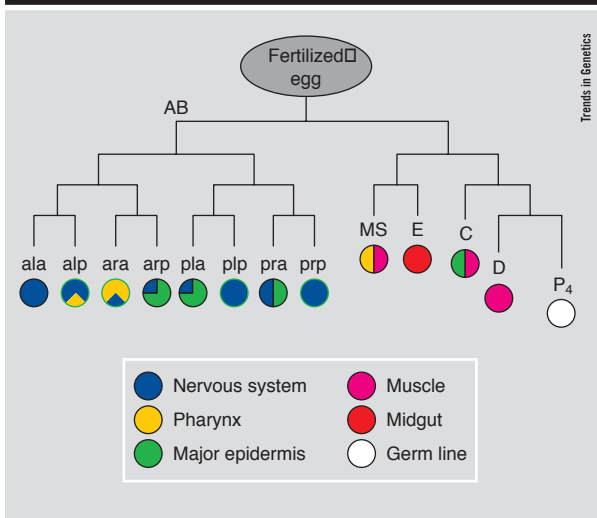 Fertilized□
egg
Trends in Genetics
AB
MS E C
ala alp ara arp pla plp pra prp
D
P₄
Nervous system
Muscle
Pharynx
Midgut
Major epidermis
Germ line